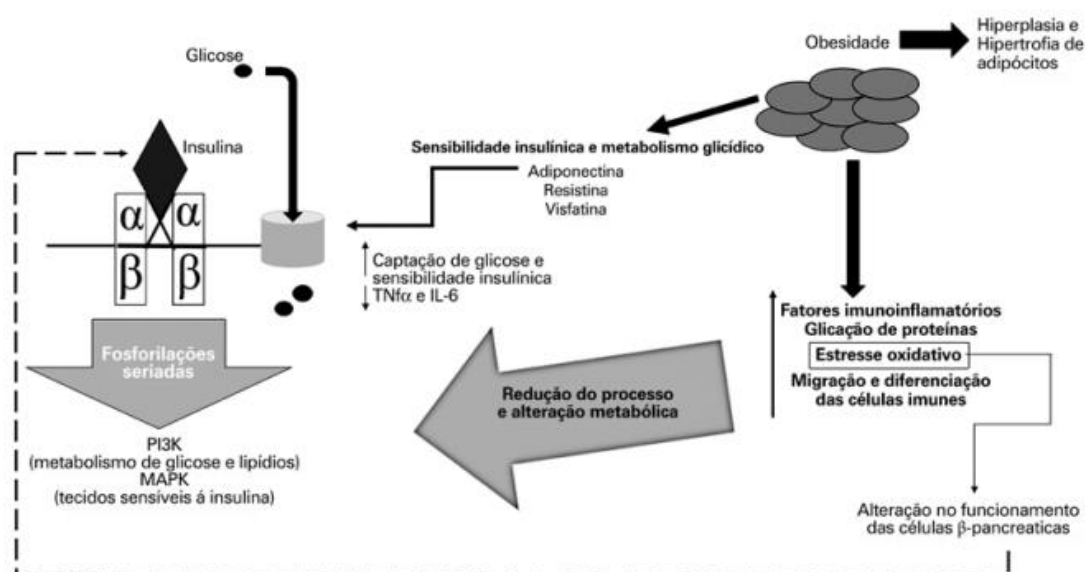 Glicose
Insulina
α α
β β
Fosforilações
seriadas
PI3K
(metabolismo de glicose e lipídios)
MAPK
(tecidos sensíveis á insulina)
Obesidade
Hiperplasia e
Hipertrofia de
adipócitos
Sensibilidade insulínica e metabolismo glicídico
Adiponectina
Resistina
Visfatina
Captação de glicose e
sensibilidade insulínica
TNfα e IL-6
Redução do processo
e alteração metabólica
Fatores imunoinflamatórios
Glicação de proteínas
Estresse oxidativo
Migração e diferenciação
das células imunes
Alteração no funcionamento
das células β-pancreaticas